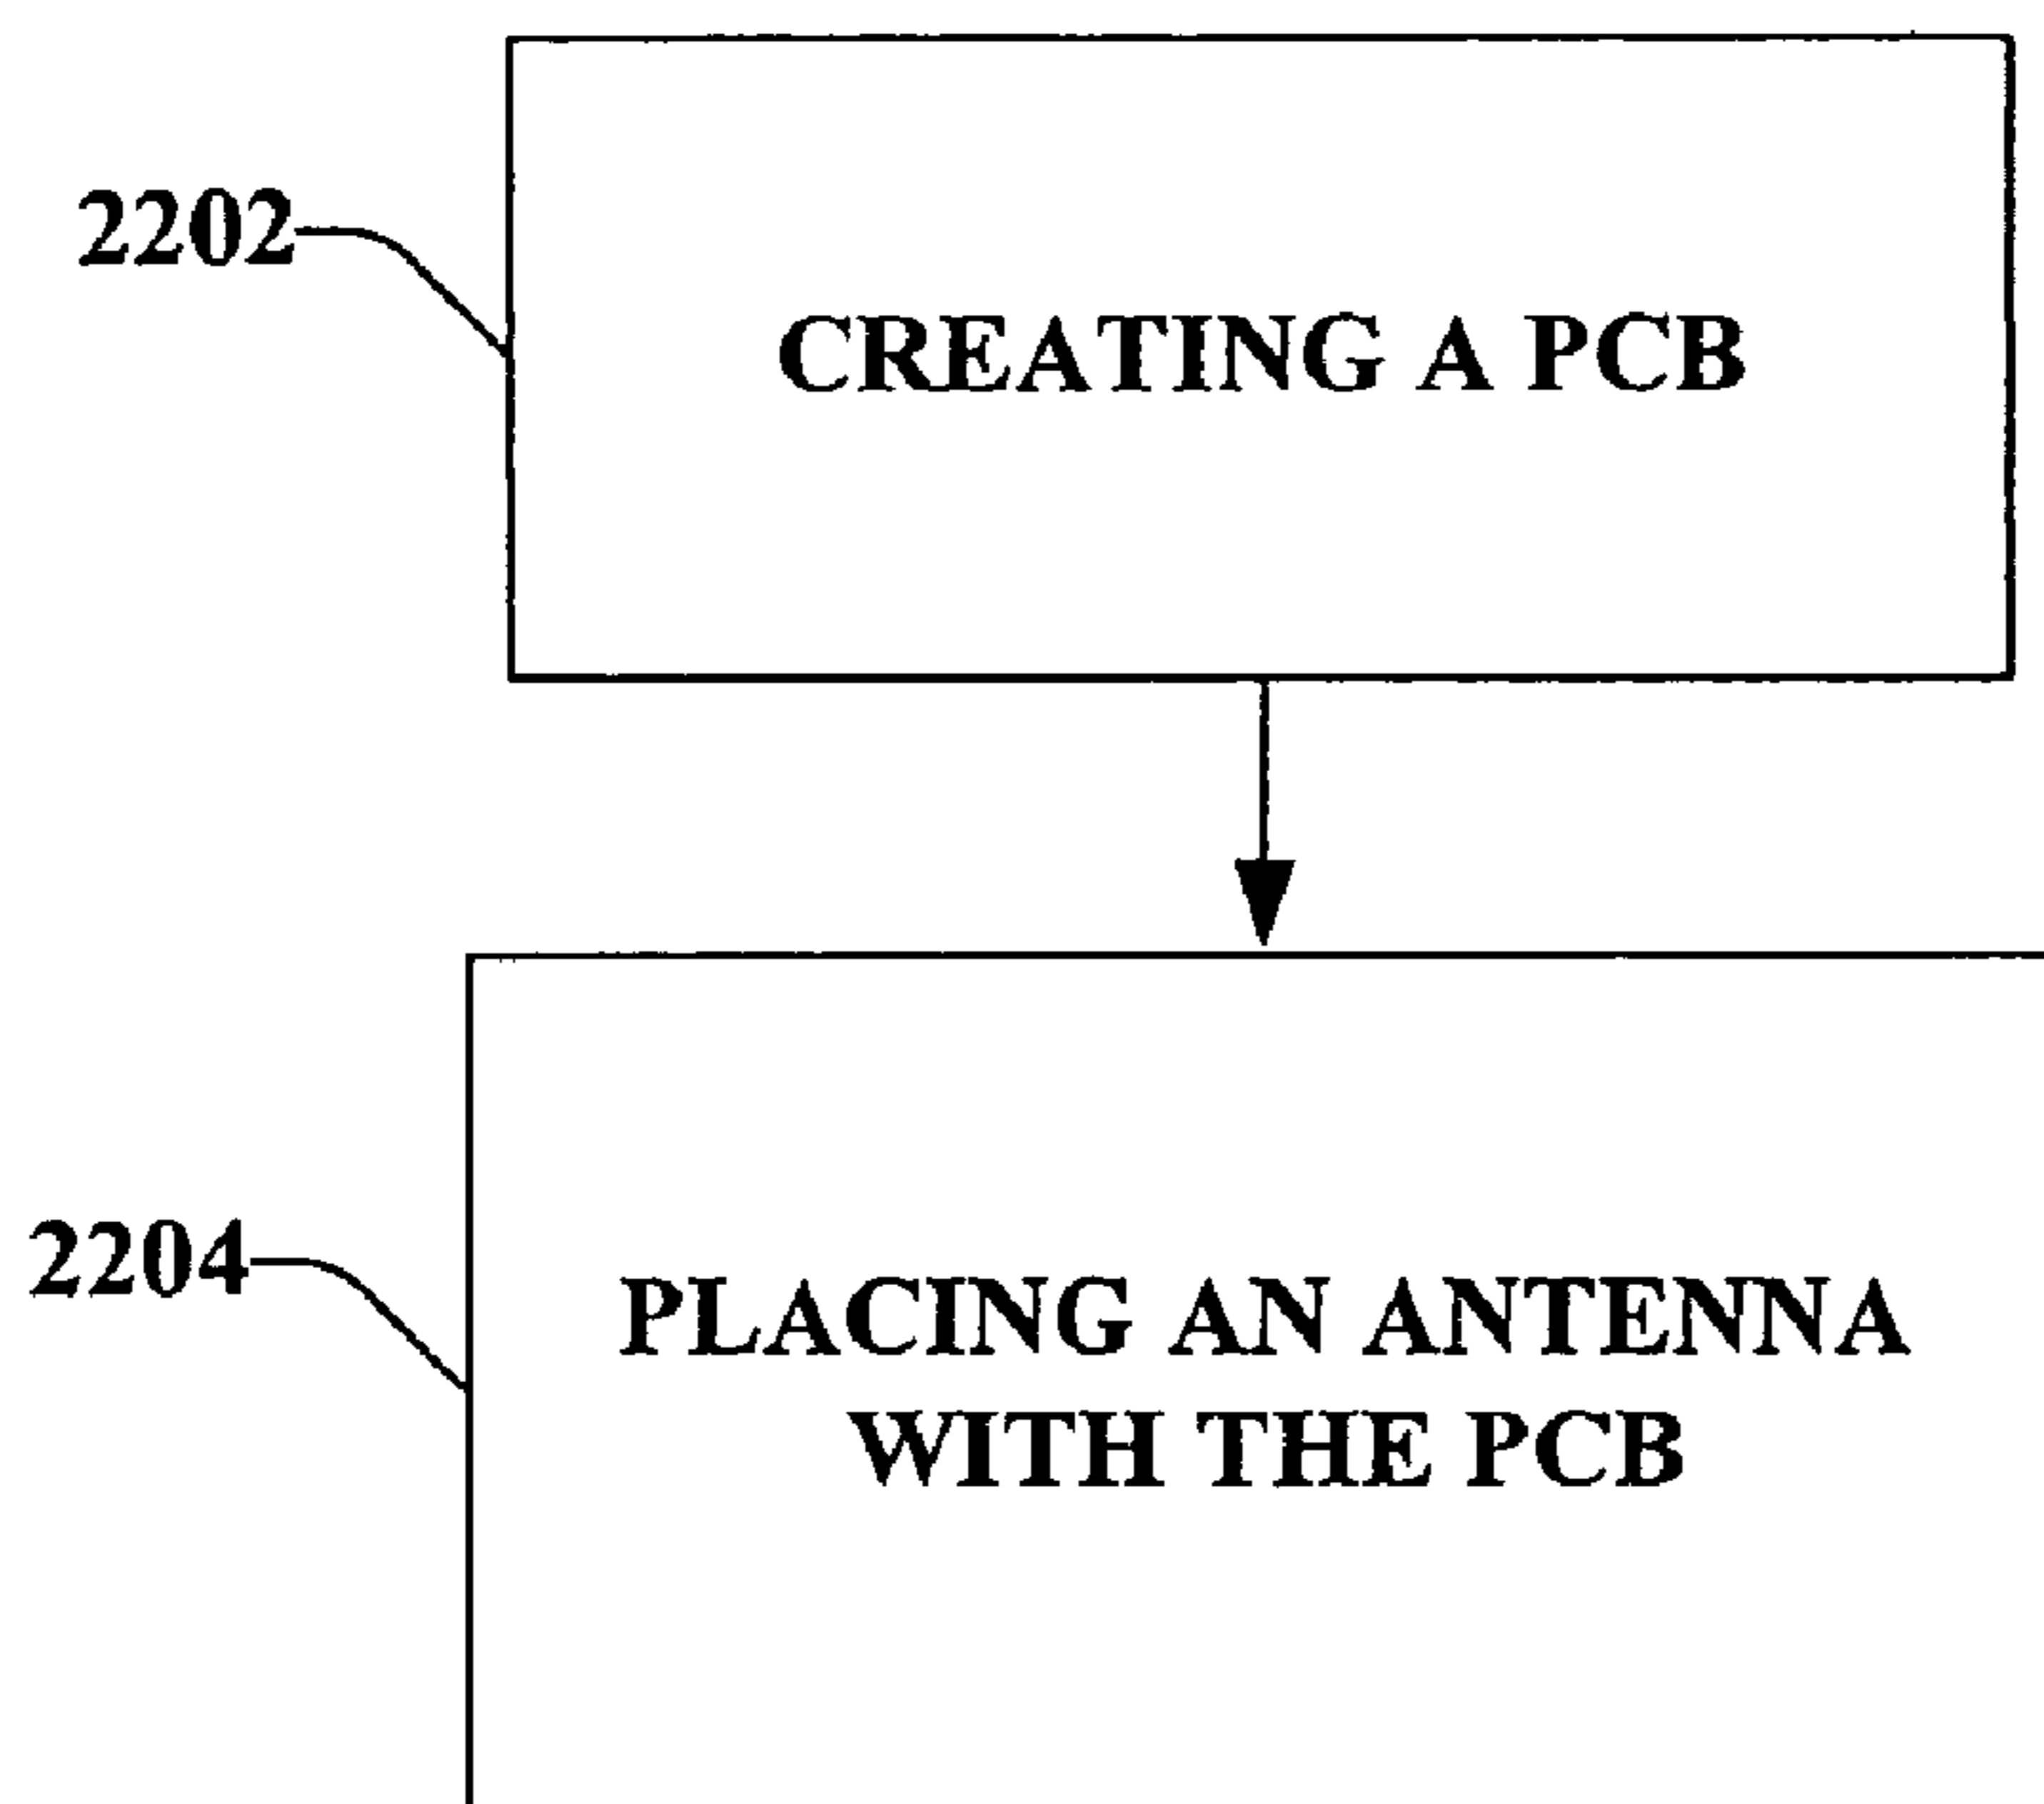 2202
CREATING A PCB
2204
PLACING AN ANTENNA
WITH THE PCB